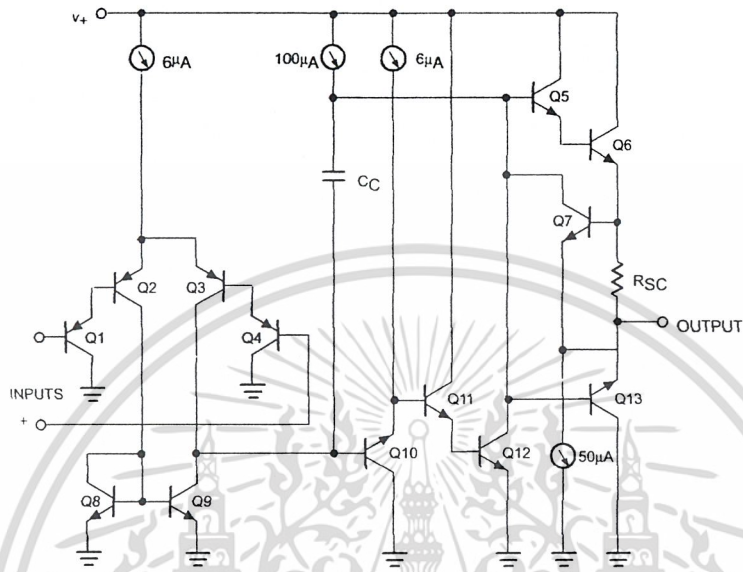 V+
6μA
100μA
6μA
Q5
Q6
CC
Q7
Q2
Q3
RSC
Q1
Q4
OUTPUT
INPUTS
+
Q11
Q13
Q10
Q12
50μA
Q8
Q9